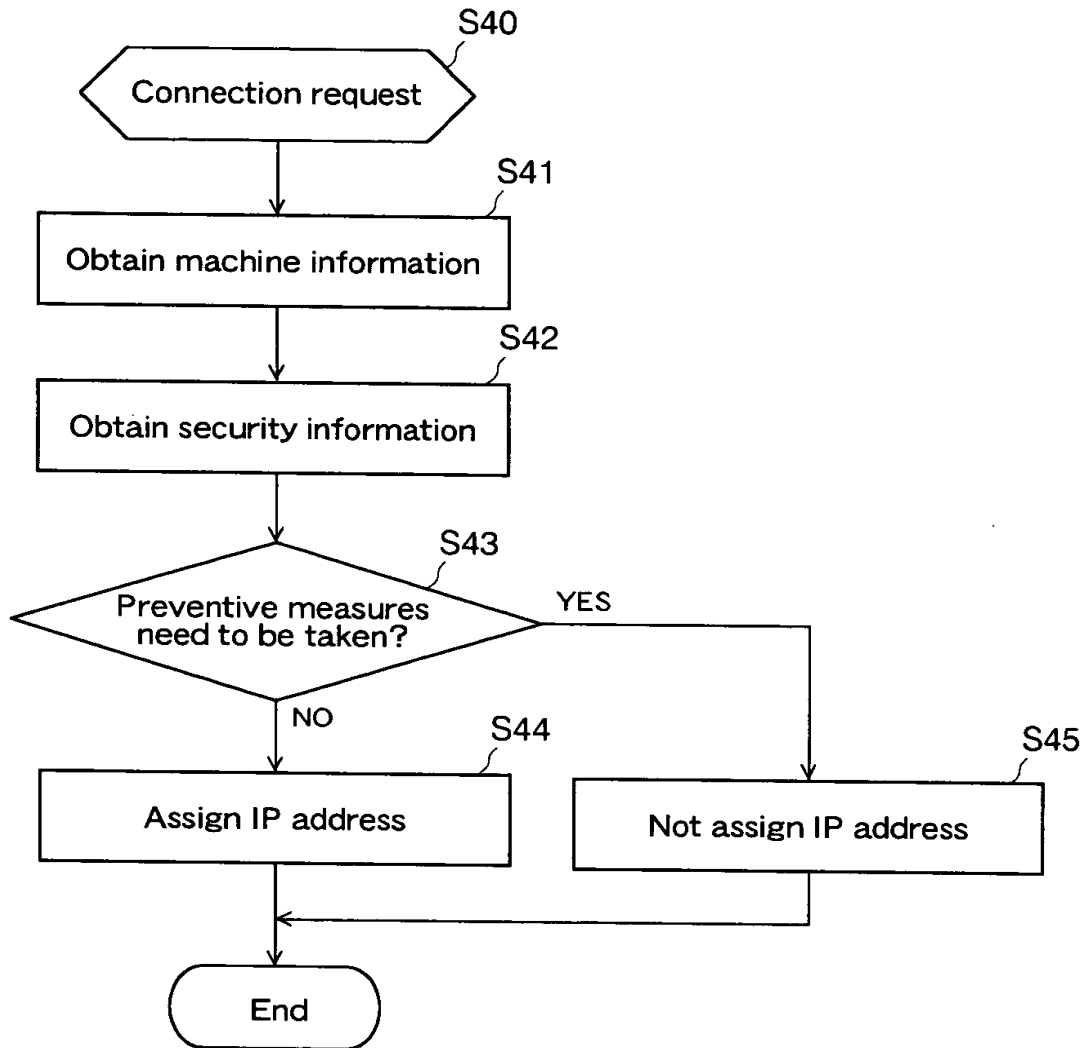 S40
Connection request
S41
Obtain machine information
S42
Obtain security information
S43
Preventive measures
need to be taken?
YES
NO
S44
Assign IP address
S45
Not assign IP address
End